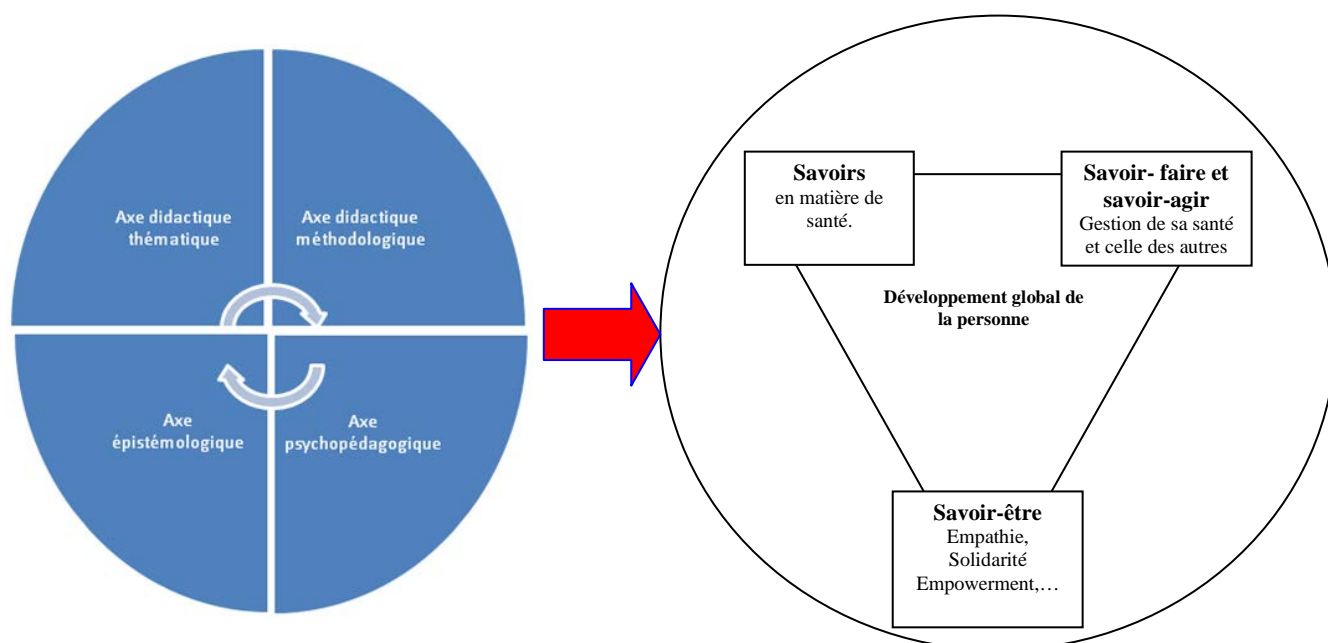 Axe didactique
thématique
Axe didactique
méthodologique
Axe
épistémologique
Axe
psychopédagogique
Savoirs
en matière de
santé.
Savoir- faire et
savoir-agir
Gestion de sa santé
et celle des autres
Développement global de
la personne
Savoir-être
Empathie,
Solidarité
Empowerment,…